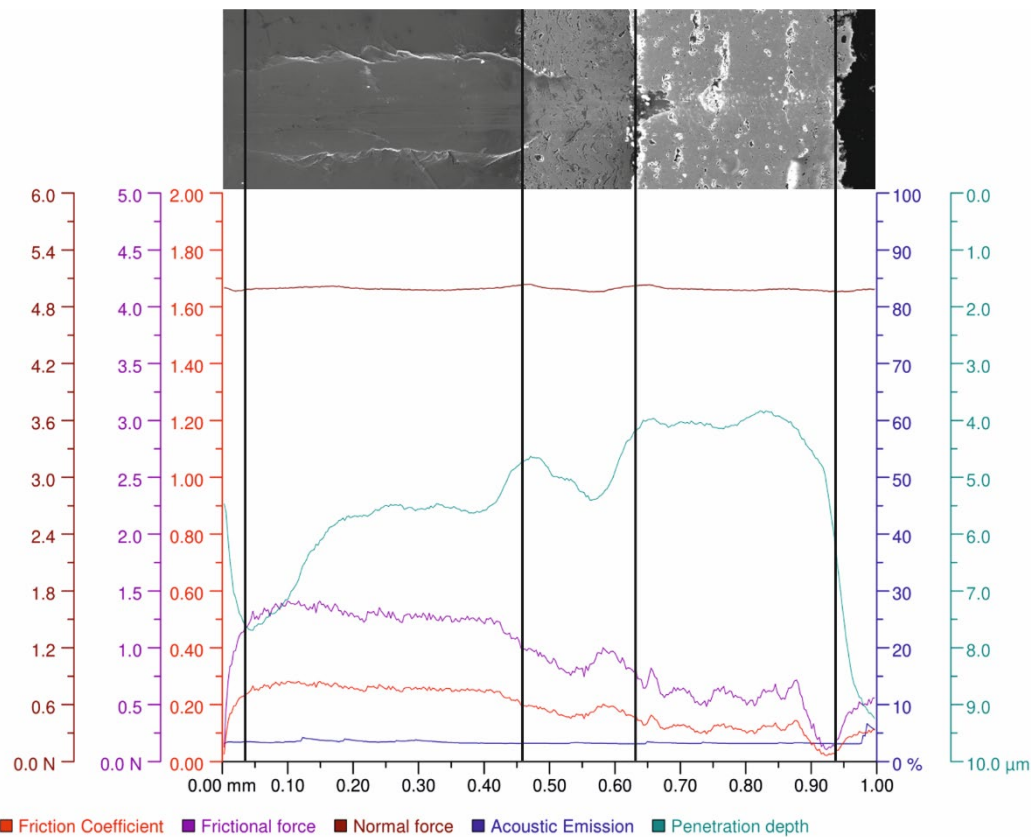 6.0 5.0 2.00 100 0.0
5.4 4.5 1.80 90 1.0
4.8 4.0 1.60 80 2.0
4.2 3.5 1.40 70 3.0
3.6 3.0 1.20 60 4.0
3.0 2.5 1.00 50 5.0
2.4 2.0 0.80 40 6.0
1.8 1.5 0.60 30 7.0
1.2 1.0 0.40 20 8.0
0.6 0.5 0.20 10 9.0
0.0 N 0.0 N 0.00 0 % 10.0 µm
0.00 mm 0.10 0.20 0.30 0.40 0.50 0.60 0.70 0.80 0.90 1.00
Friction Coefficient Frictional force Normal force Acoustic Emission Penetration depth